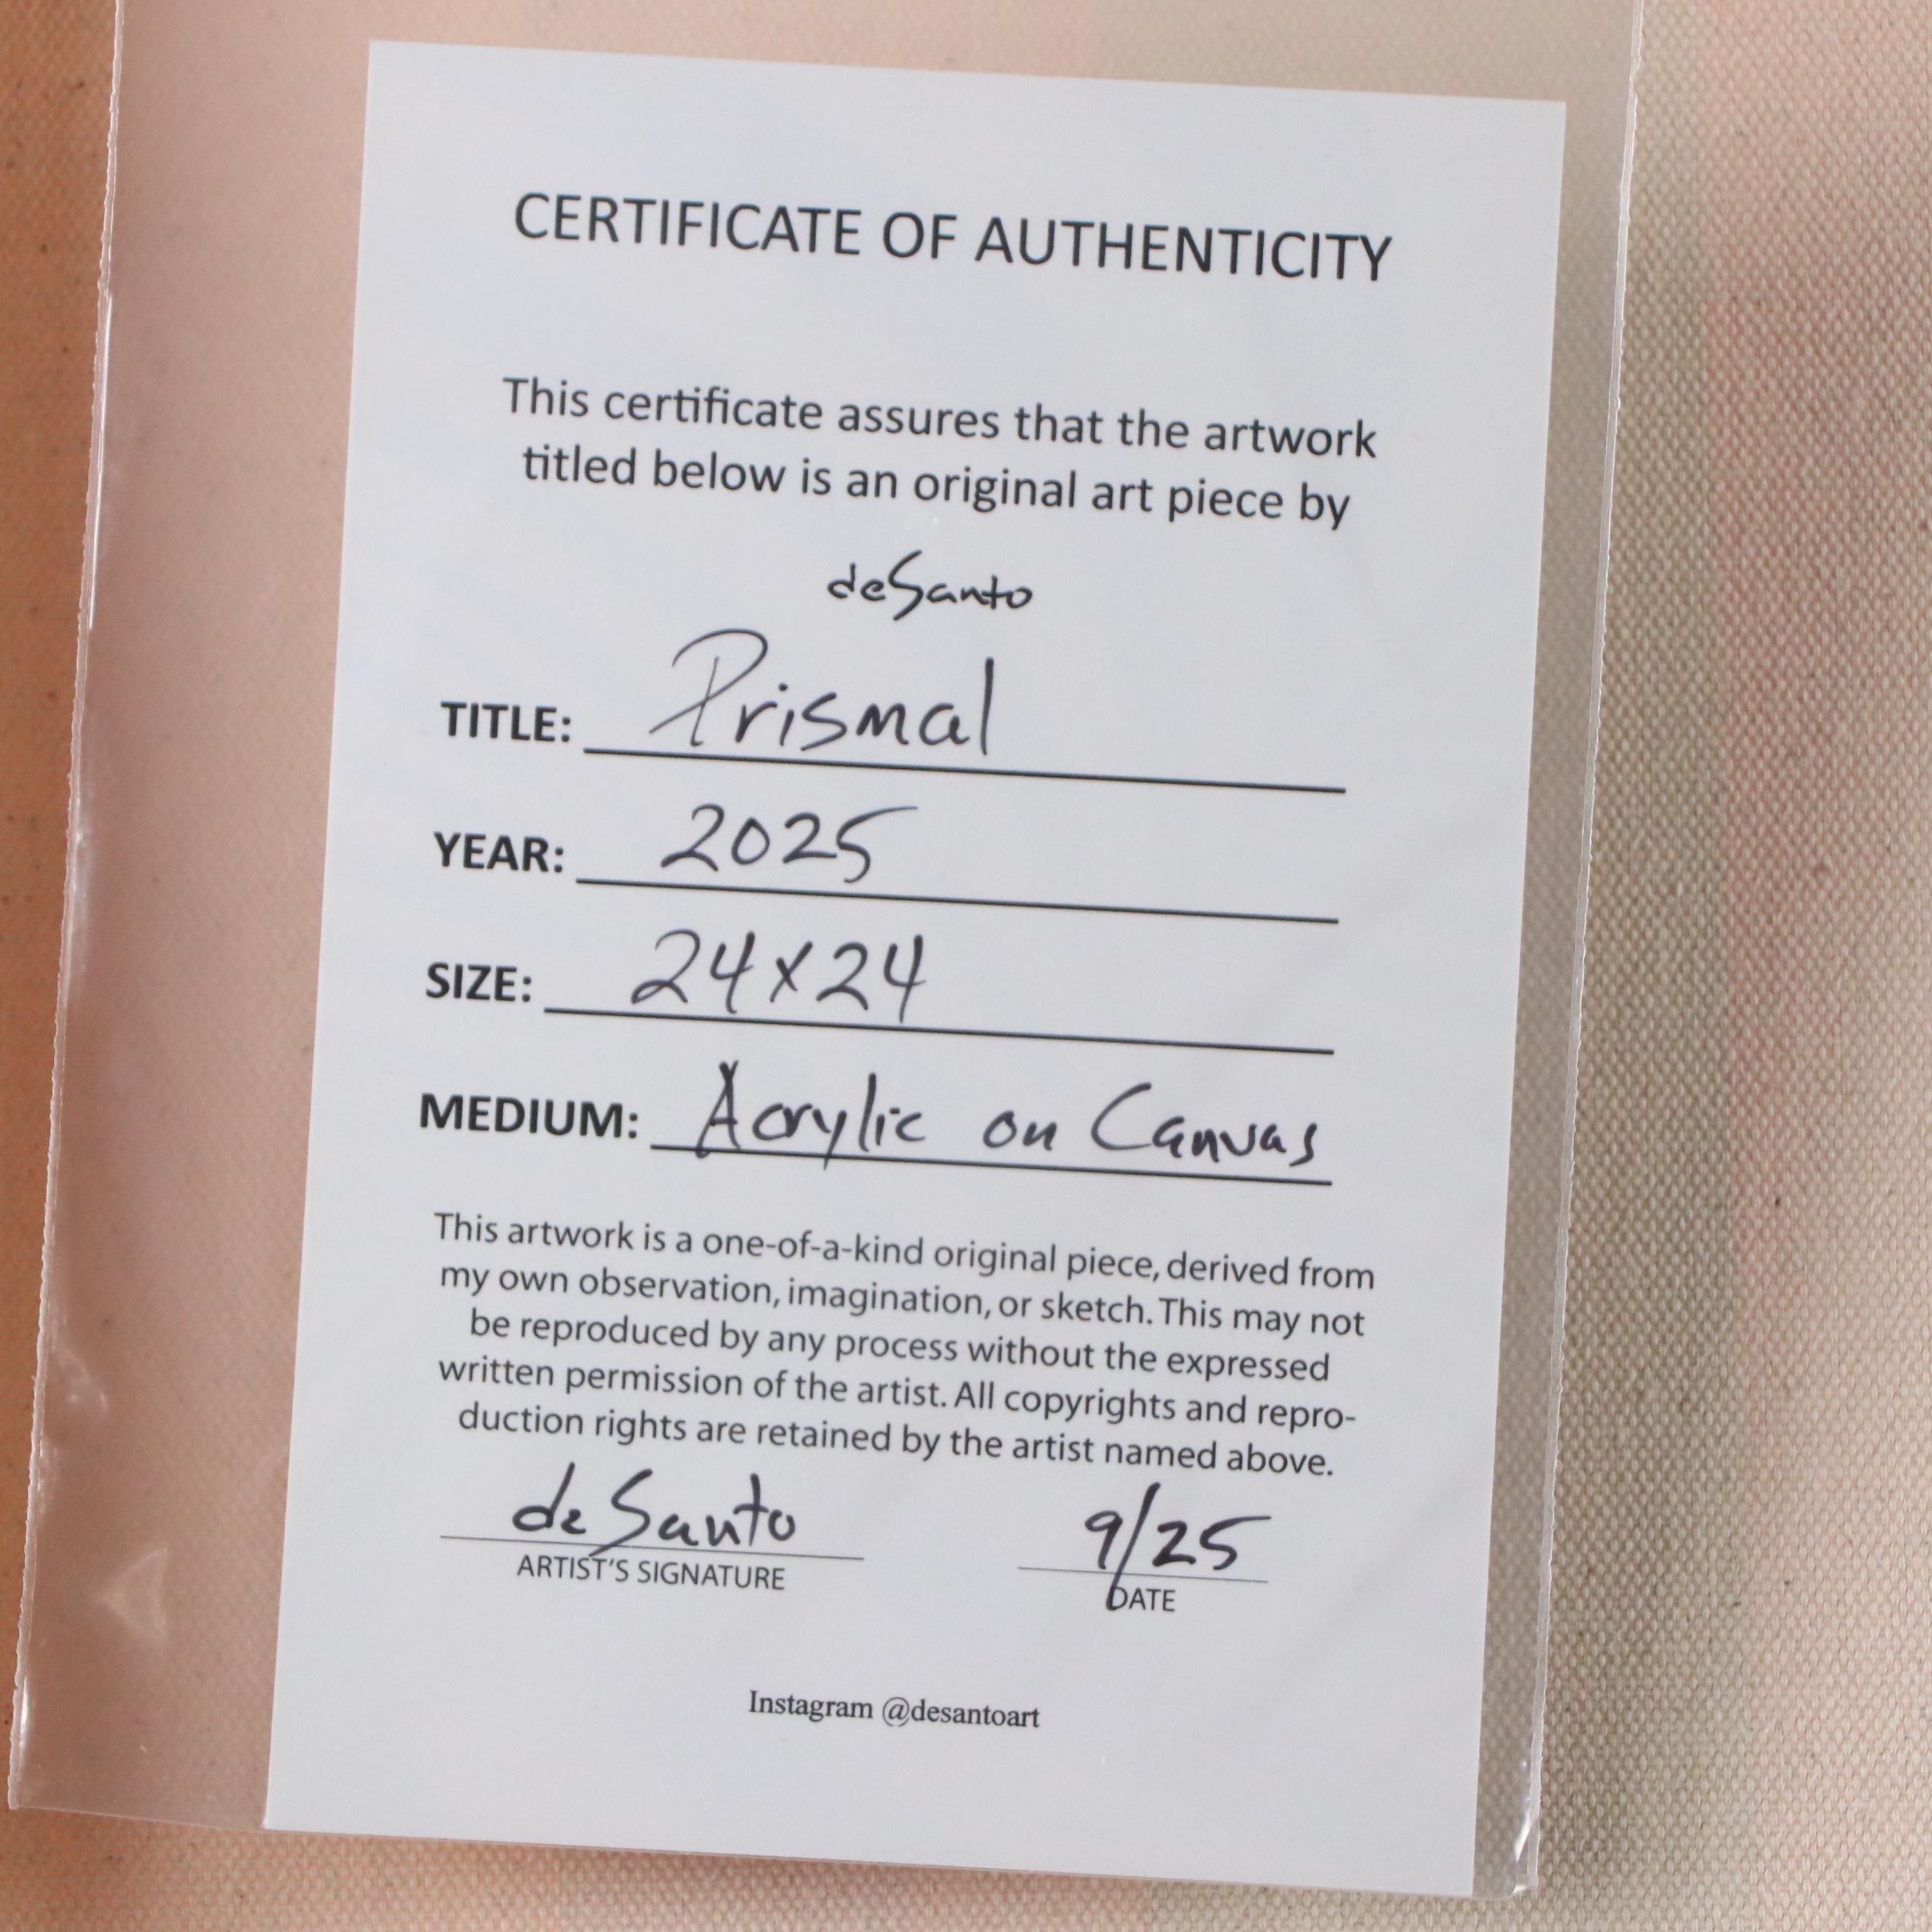 CERTIFICATE OF AUTHENTICITY
This certificate assures that the artwork
titled below is an original art piece by
deSanto
TITLE: Prismal
YEAR: 2025
SIZE: 24x24
MEDIUM: Acrylic on Canvas
This artwork is a one-of-a-kind original piece, derived from
my own observation, imagination, or sketch. This may not
be reproduced by any process without the expressed
written permission of the artist. All copyrights and repro-
duction rights are retained by the artist named above.
deSanto 9/25
ARTIST'S SIGNATURE DATE
Instagram @desantoart